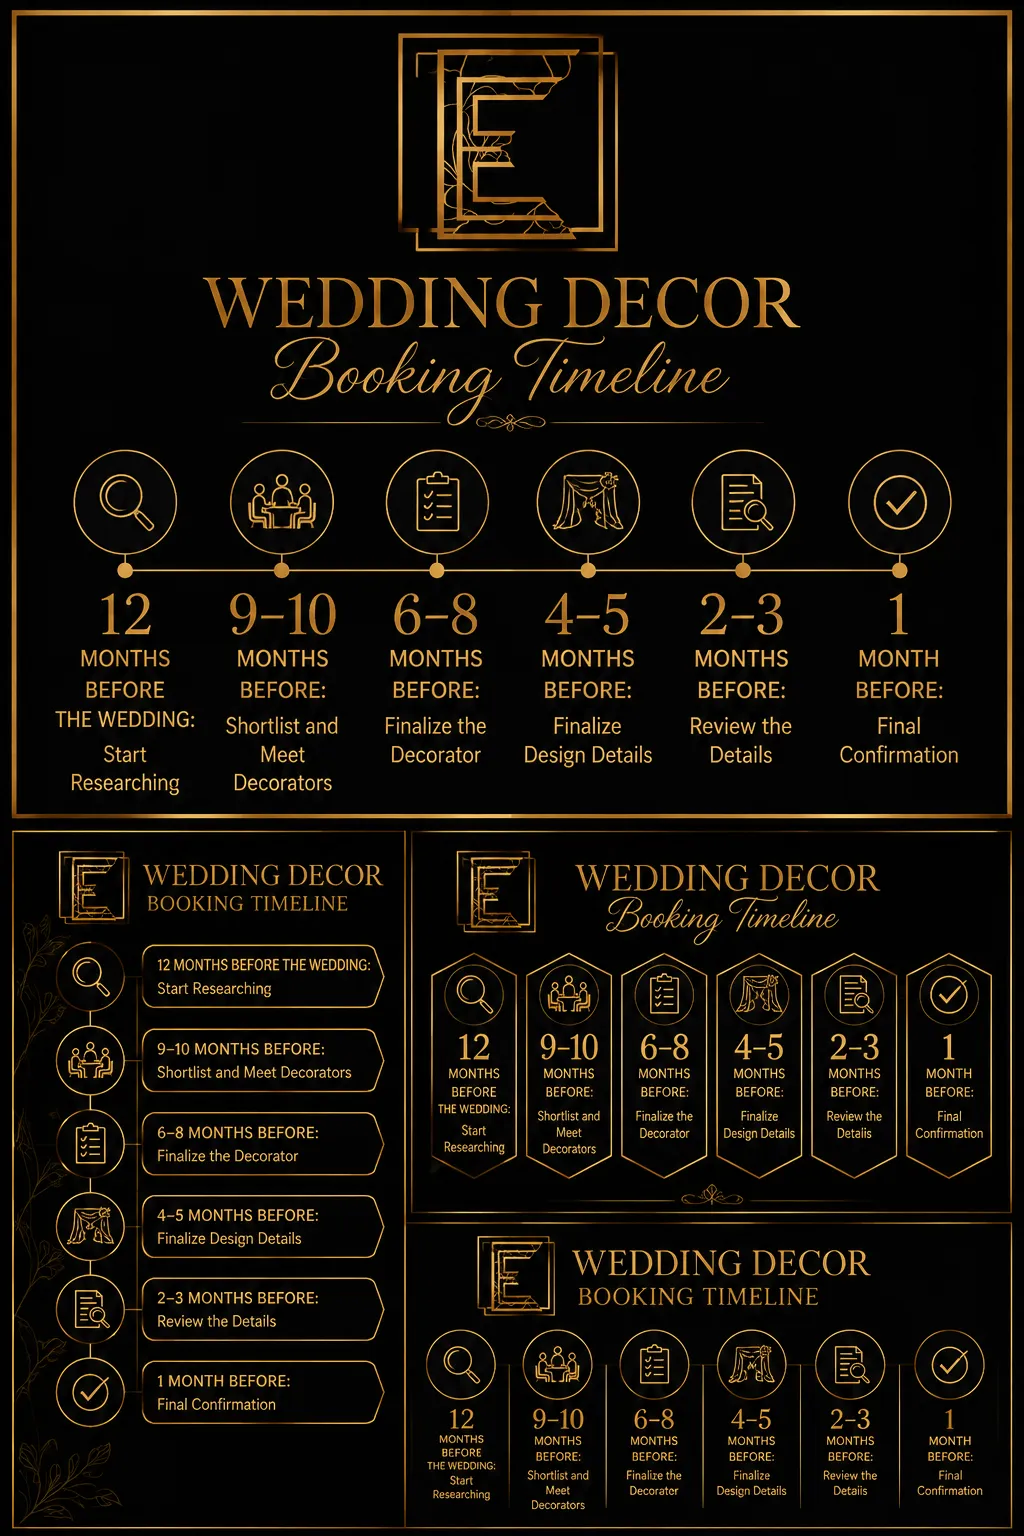 E
WEDDING DECOR
Booking Timeline
12
MONTHS
BEFORE
THE WEDDING:
Start
Researching
9–10
MONTHS
BEFORE:
Shortlist and
Meet
Decorators
6–8
MONTHS
BEFORE:
Finalize the
Decorator
4–5
MONTHS
BEFORE:
Finalize
Design Details
2–3
MONTHS
BEFORE:
Review the
Details
1
MONTH
BEFORE:
Final
Confirmation
E
WEDDING DECOR
BOOKING TIMELINE
12 MONTHS BEFORE THE WEDDING:
Start Researching
9–10 MONTHS BEFORE:
Shortlist and Meet Decorators
6–8 MONTHS BEFORE:
Finalize the Decorator
4–5 MONTHS BEFORE:
Finalize Design Details
2–3 MONTHS BEFORE:
Review the Details
1 MONTH BEFORE:
Final Confirmation
E
WEDDING DECOR
Booking Timeline
12
MONTHS
BEFORE
THE WEDDING:
Start
Researching
9–10
MONTHS
BEFORE:
Shortlist and
Meet
Decorators
6–8
MONTHS
BEFORE:
Finalize the
Decorator
4–5
MONTHS
BEFORE:
Finalize
Design Details
2–3
MONTHS
BEFORE:
Review the
Details
1
MONTH
BEFORE:
Final
Confirmation
E
WEDDING DECOR
BOOKING TIMELINE
12
MONTHS
BEFORE
THE WEDDING:
Start
Researching
9–10
MONTHS
BEFORE:
Shortlist and
Meet
Decorators
6–8
MONTHS
BEFORE:
Finalize the
Decorator
4–5
MONTHS
BEFORE:
Finalize
Design Details
2–3
MONTHS
BEFORE:
Review the
Details
1
MONTH
BEFORE:
Final
Confirmation